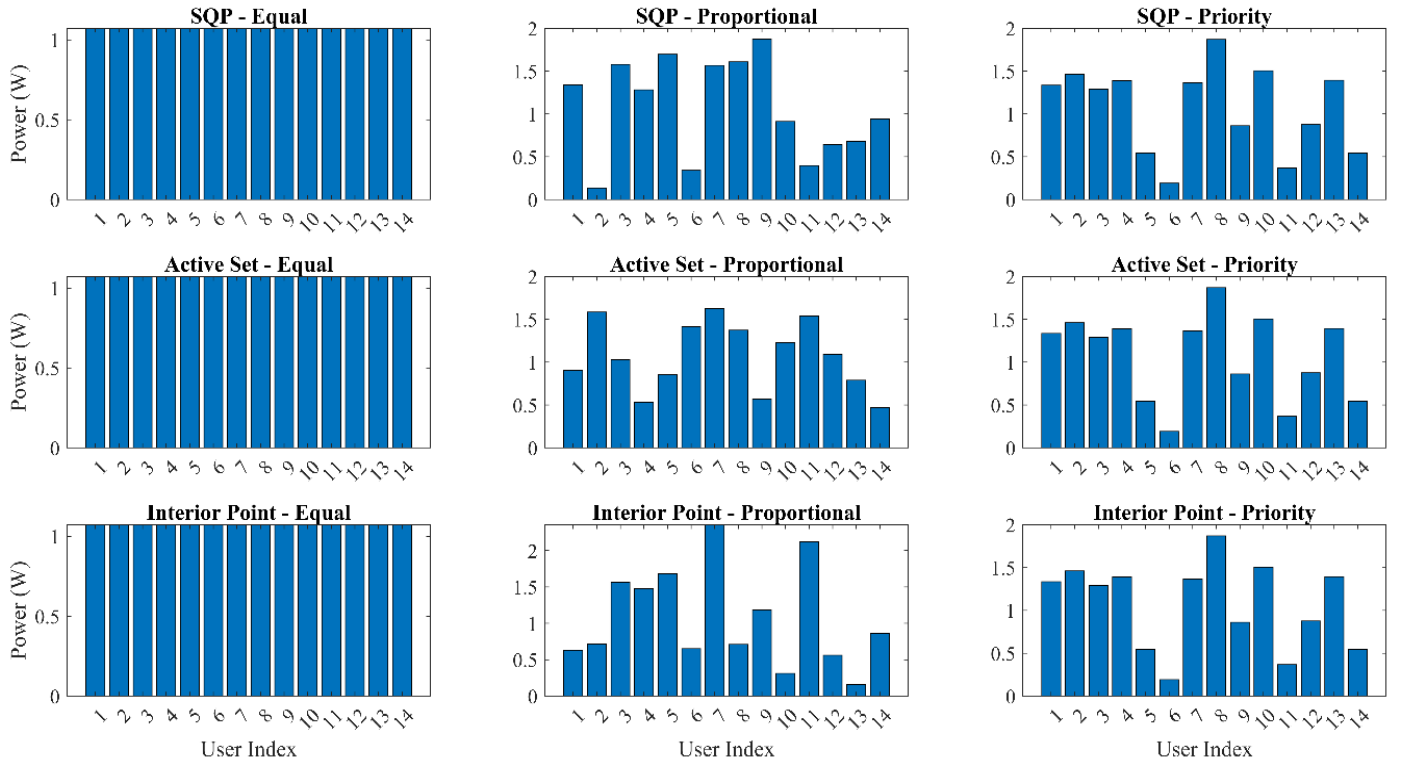 SQP - Equal
Power (W)
1
0.5
0
1 2 3 4 5 6 7 8 9 10 11 12 13 14
SQP - Proportional
2
1.5
1
0.5
0
1 2 3 4 5 6 7 8 9 10 11 12 13 14
SQP - Priority
2
1.5
1
0.5
0
1 2 3 4 5 6 7 8 9 10 11 12 13 14
Active Set - Equal
Power (W)
1
0.5
0
1 2 3 4 5 6 7 8 9 10 11 12 13 14
Active Set - Proportional
2
1.5
1
0.5
0
1 2 3 4 5 6 7 8 9 10 11 12 13 14
Active Set - Priority
2
1.5
1
0.5
0
1 2 3 4 5 6 7 8 9 10 11 12 13 14
Interior Point - Equal
Power (W)
1
0.5
0
1 2 3 4 5 6 7 8 9 10 11 12 13 14
User Index
Interior Point - Proportional
2
1.5
1
0.5
0
1 2 3 4 5 6 7 8 9 10 11 12 13 14
User Index
Interior Point - Priority
2
1.5
1
0.5
0
1 2 3 4 5 6 7 8 9 10 11 12 13 14
User Index